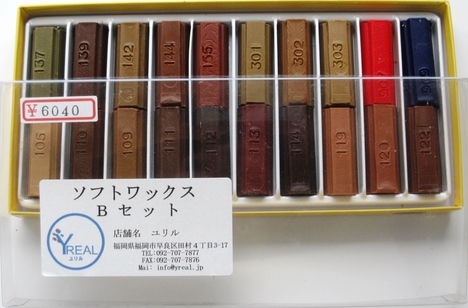 137 139 142 144 155 301 302 303
¥6040
105 110 109 111 112 113 114 119 120 122
ソフトワックス
Bセット
YREAL
ユリル
店舗名 ユリル
福岡県福岡市早良区田村4丁目3-17
TEL:092-707-7877
FAX:092-707-7876
Mai: info@yreal.jp